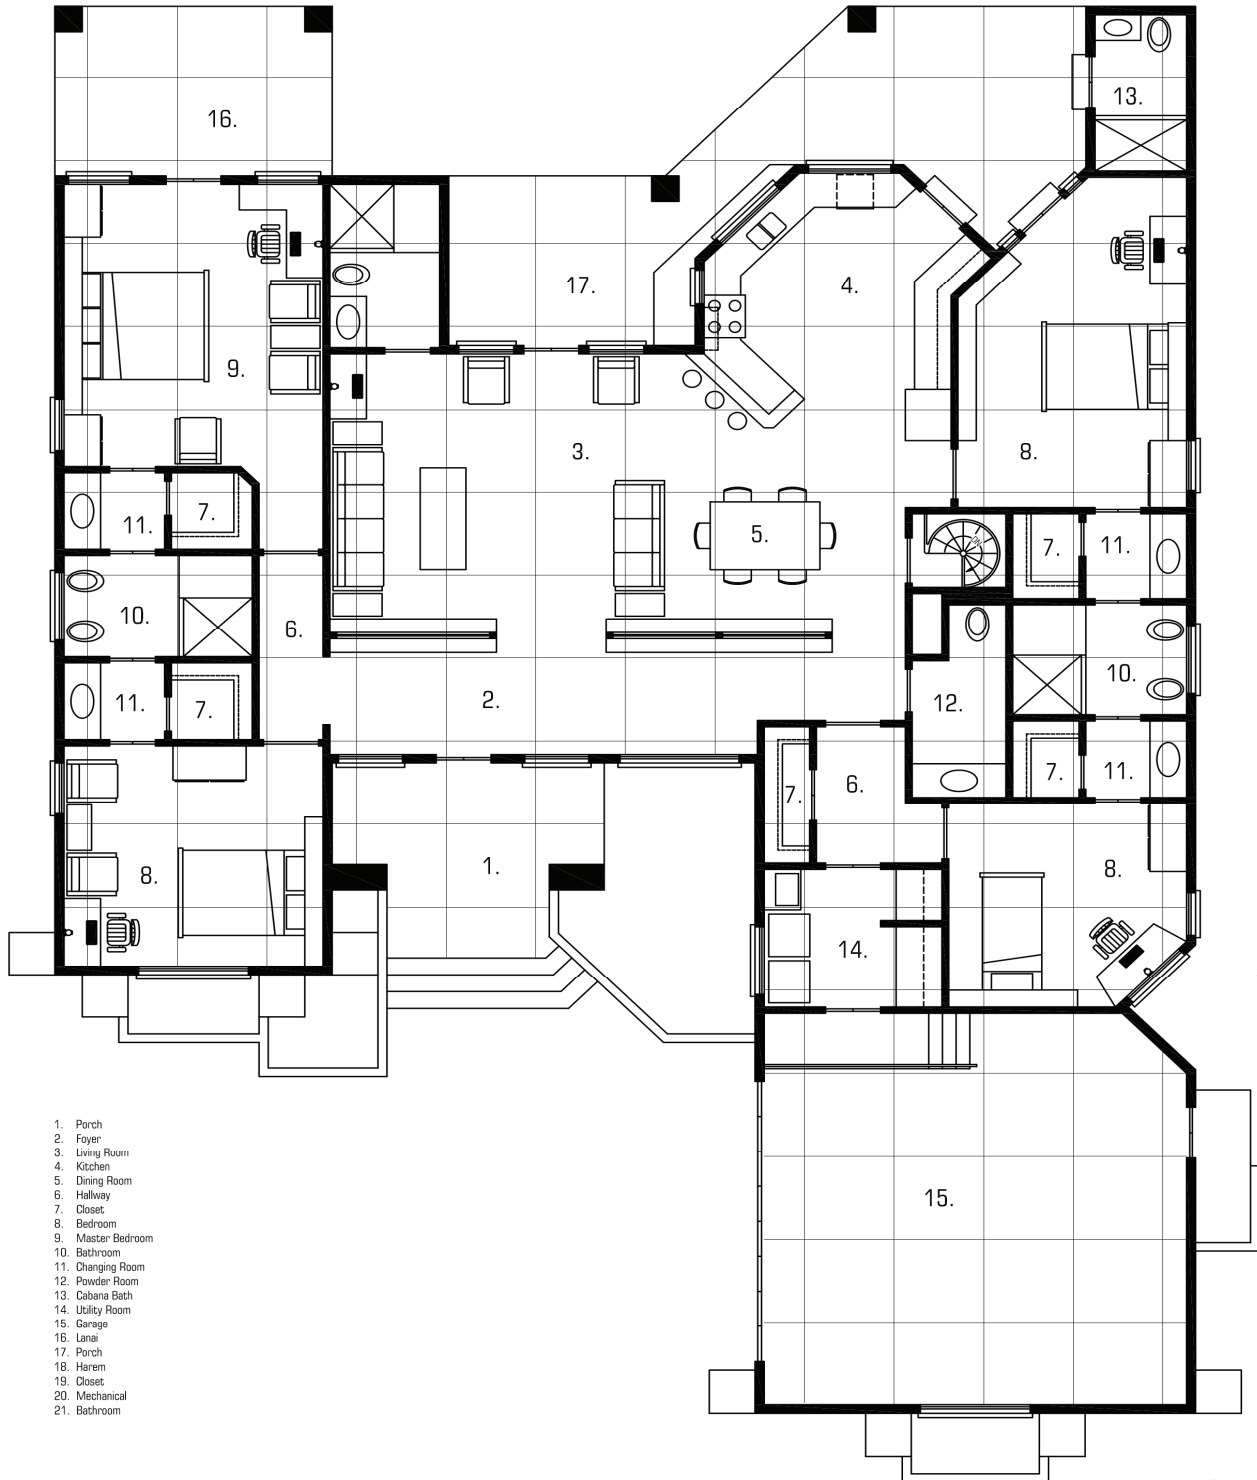 16.
13.
17.
4.
9.
3.
8.
7.
11.
5.
7.
11.
10.
6.
10.
11.
7.
2.
12.
7.
11.
6.
7.
8.
1.
8.
14.
15.
1. Porch
2. Foyer
3. Living Room
4. Kitchen
5. Dining Room
6. Hallway
7. Closet
8. Bedroom
9. Master Bedroom
10. Bathroom
11. Changing Room
12. Powder Room
13. Cabana Bath
14. Utility Room
15. Garage
16. Lanai
17. Porch
18. Harem
19. Closet
20. Mechanical
21. Bathroom